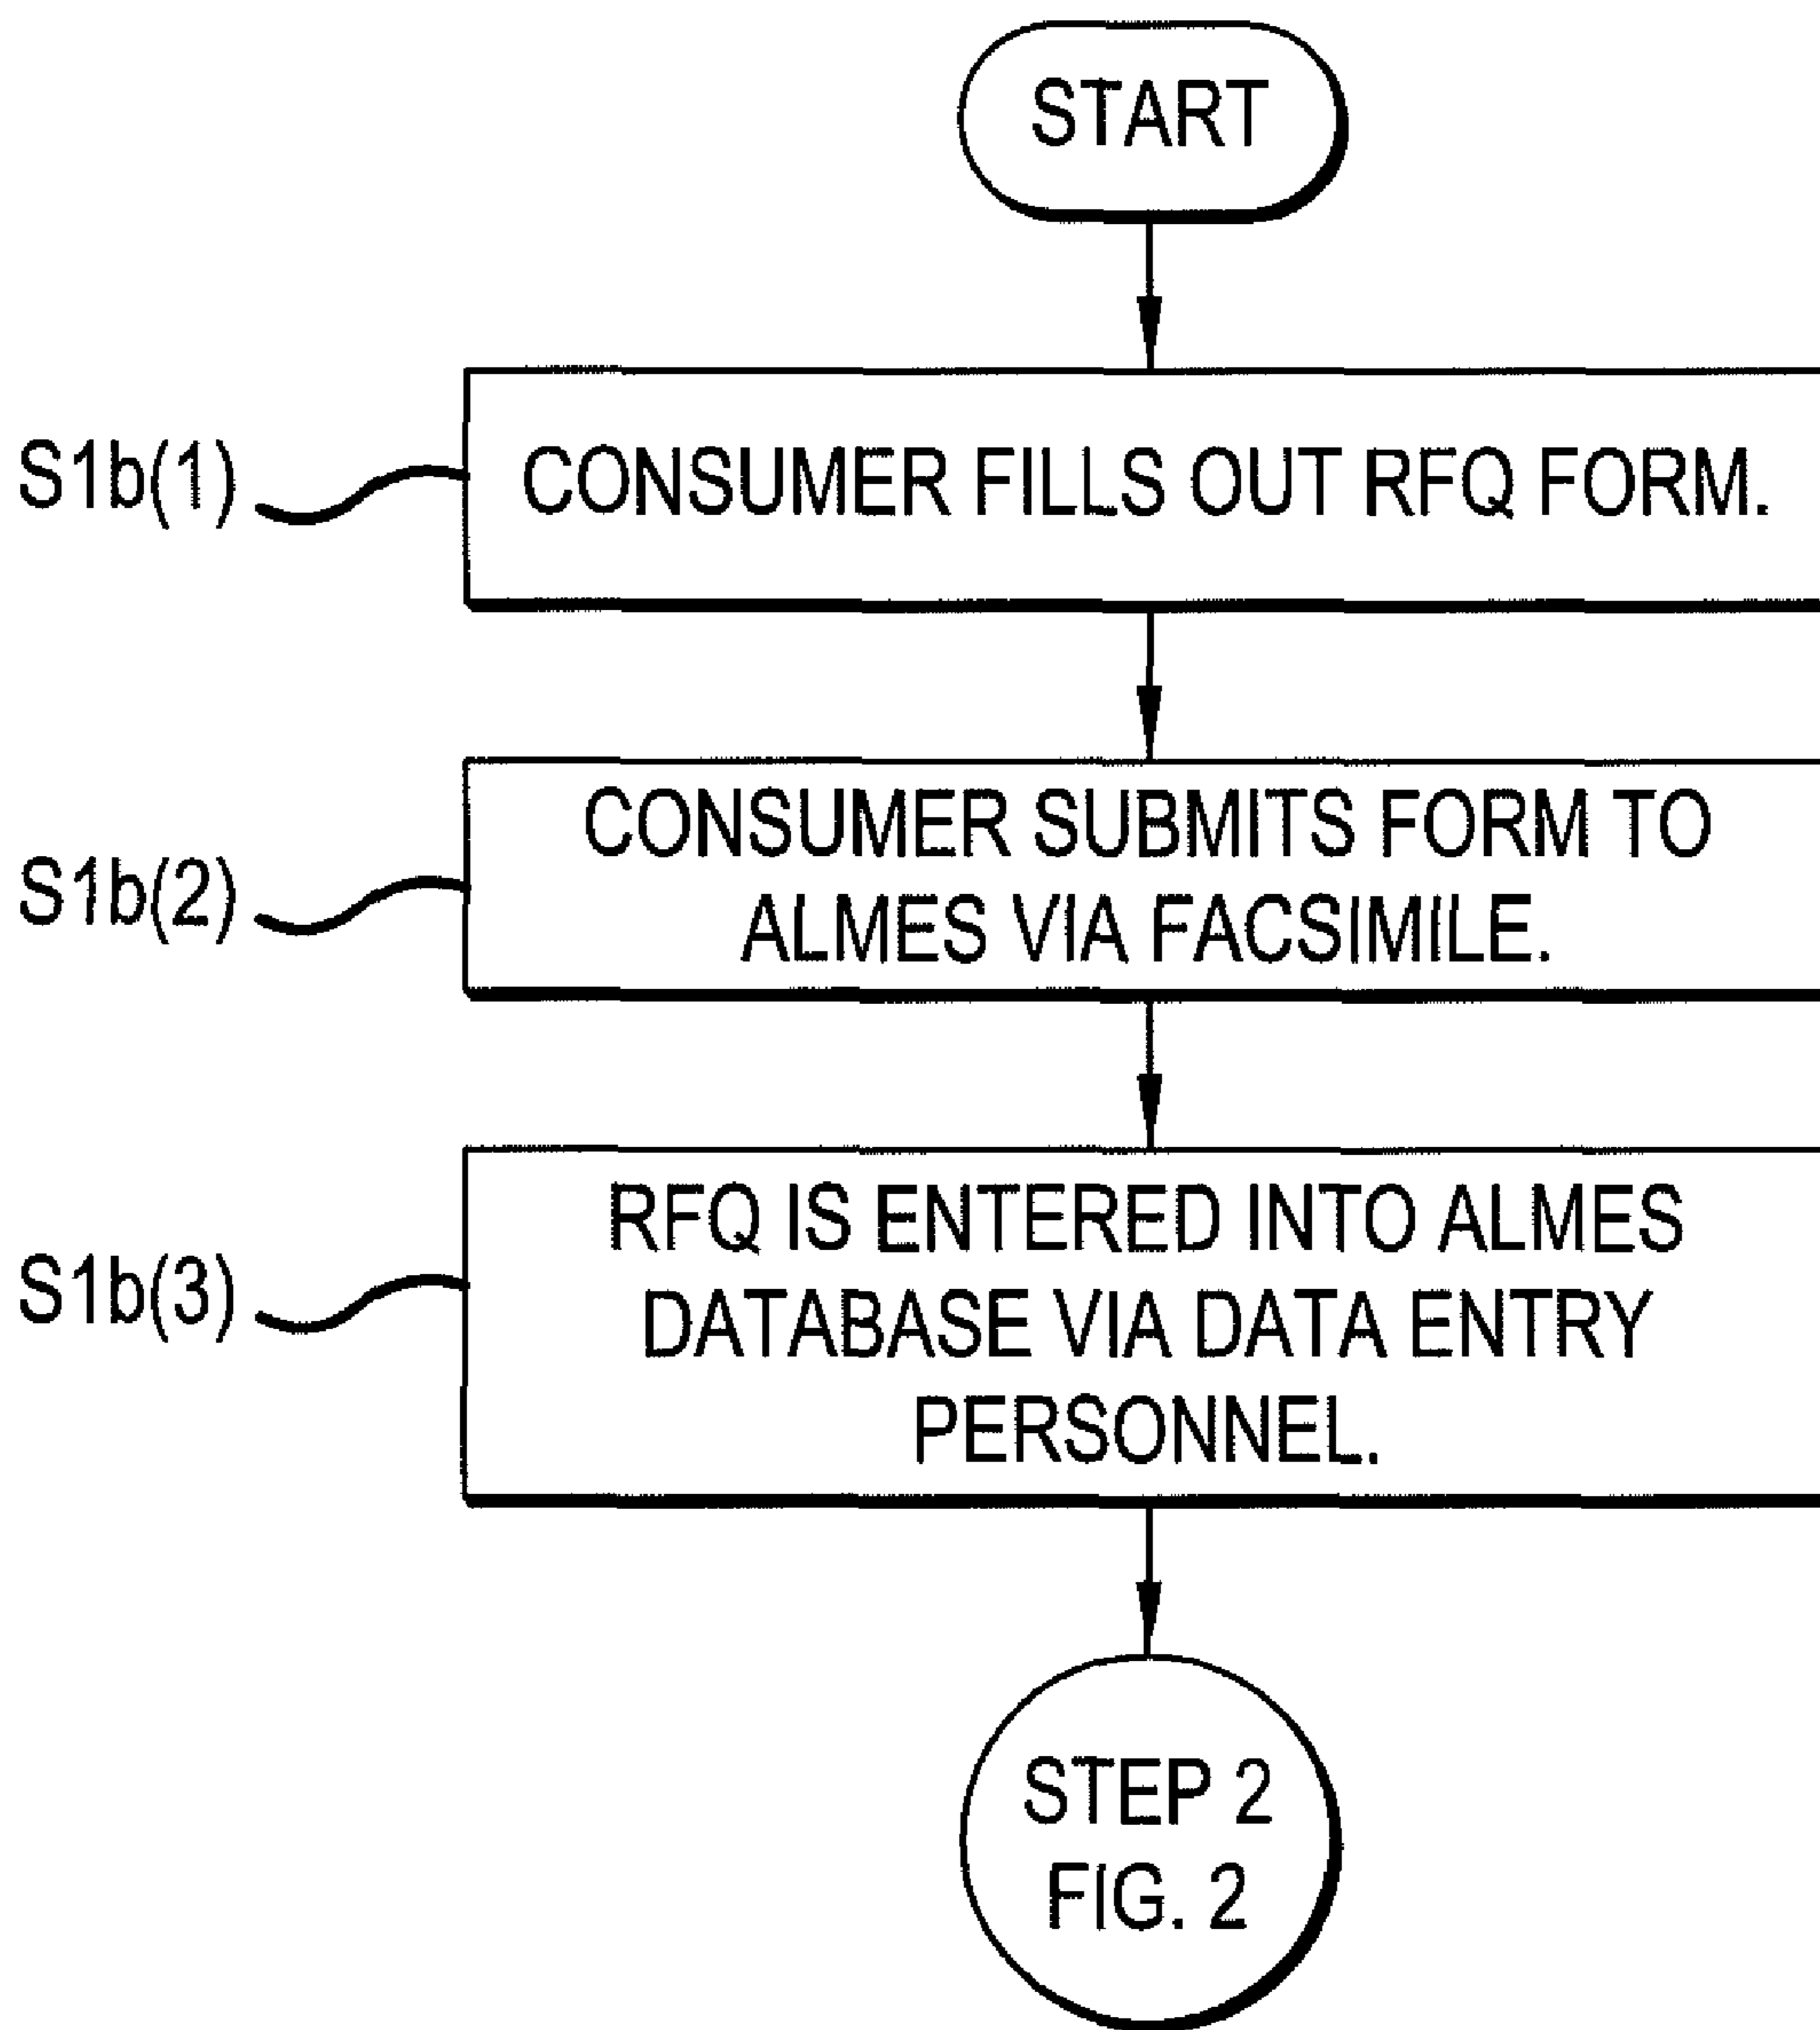 START
S1b(1)
CONSUMER FILLS OUT RFQ FORM.
S1b(2)
CONSUMER SUBMITS FORM TO
ALMES VIA FACSIMILE.
S1b(3)
RFQ IS ENTERED INTO ALMES
DATABASE VIA DATA ENTRY
PERSONNEL.
STEP 2
FIG. 2